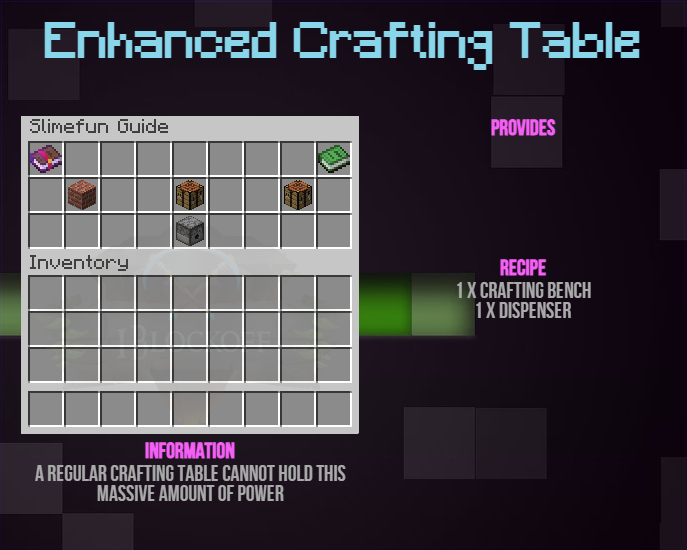 Enhanced Crafting Table
Slimefun Guide
PROVIDES
Inventory
RECIPE
1 X CRAFTING BENCH
1 X DISPENSER
INFORMATION
A REGULAR CRAFTING TABLE CANNOT HOLD THIS
MASSIVE AMOUNT OF POWER